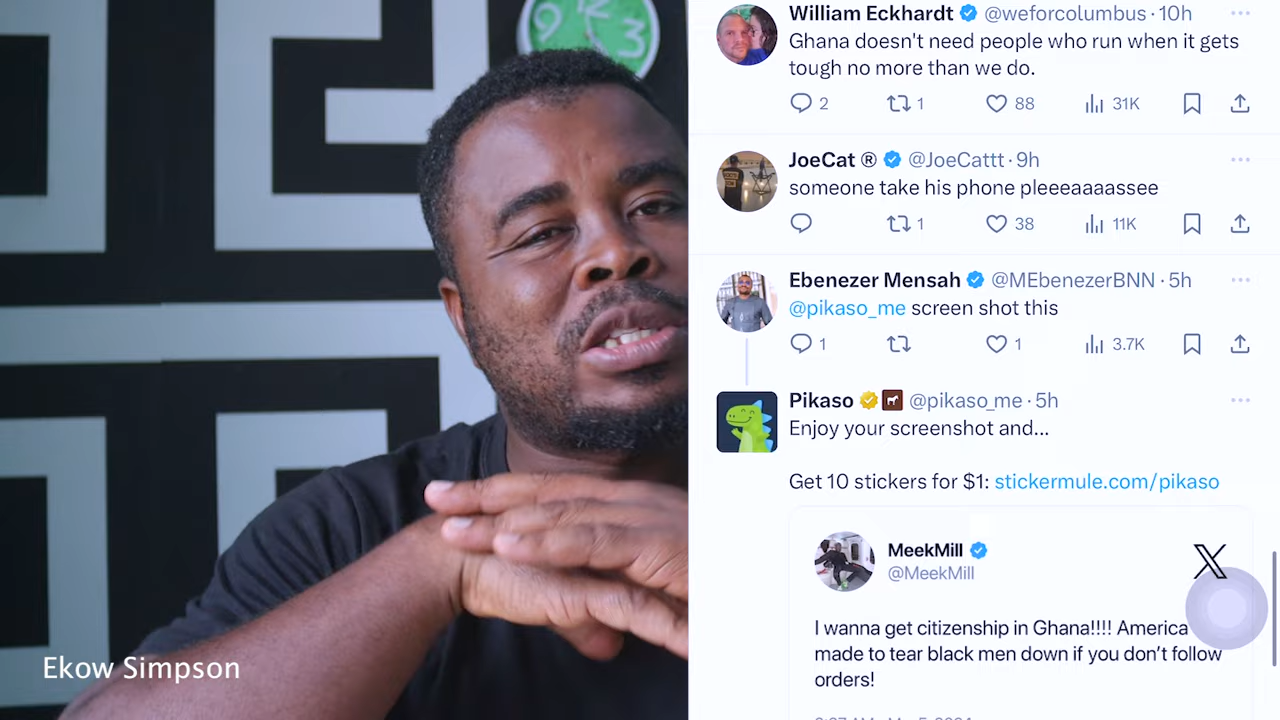 9 12 3
William Eckhardt @weforcolumbus · 10h
Ghana doesn't need people who run when it gets
tough no more than we do.
2 1 88 31K
JoeCat ® @JoeCattt · 9h
someone take his phone pleeeaaaassee
1 38 11K
Ebenezer Mensah @MEbenezerBNN · 5h
@pikaso_me screen shot this
1 1 3.7K
Pikaso @pikaso_me · 5h
Enjoy your screenshot and...
Get 10 stickers for $1: stickermule.com/pikaso
MeekMill
@MeekMill
I wanna get citizenship in Ghana!!!! America
made to tear black men down if you don't follow
orders!
Ekow Simpson